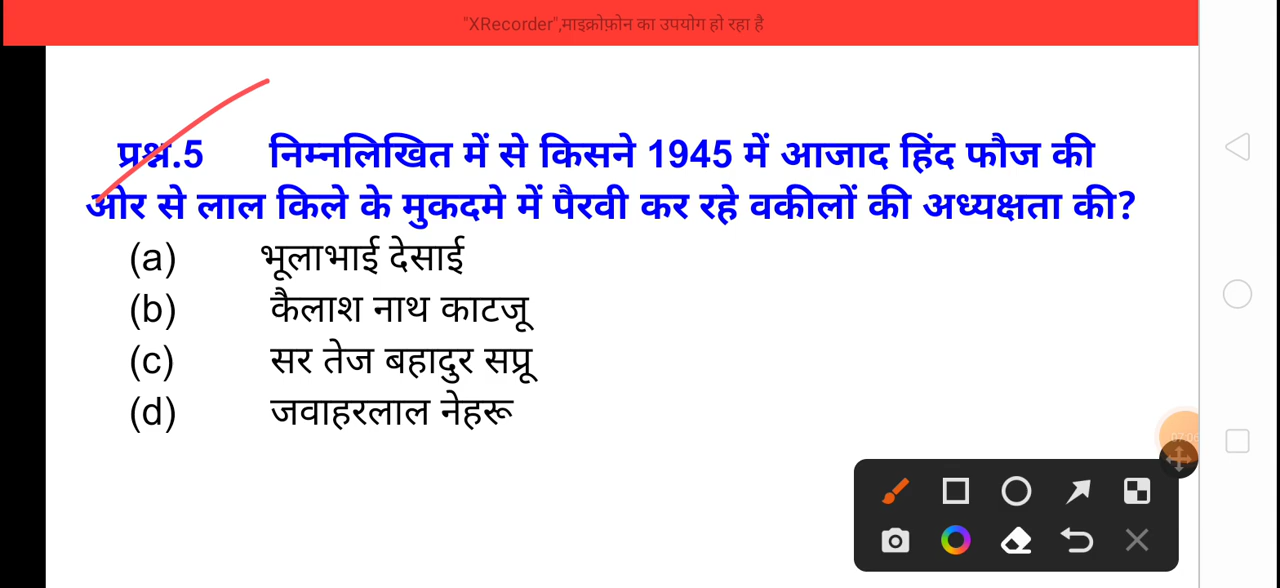 "XRecorder",माइक्रोफ़ोन का उपयोग हो रहा है
प्रश्न.5 निम्नलिखित में से किसने 1945 में आजाद हिंद फौज की
ओर से लाल किले के मुकदमे में पैरवी कर रहे वकीलों की अध्यक्षता की?
(a) भूलाभाई देसाई
(b) कैलाश नाथ काटजू
(c) सर तेज बहादुर सप्रू
(d) जवाहरलाल नेहरू